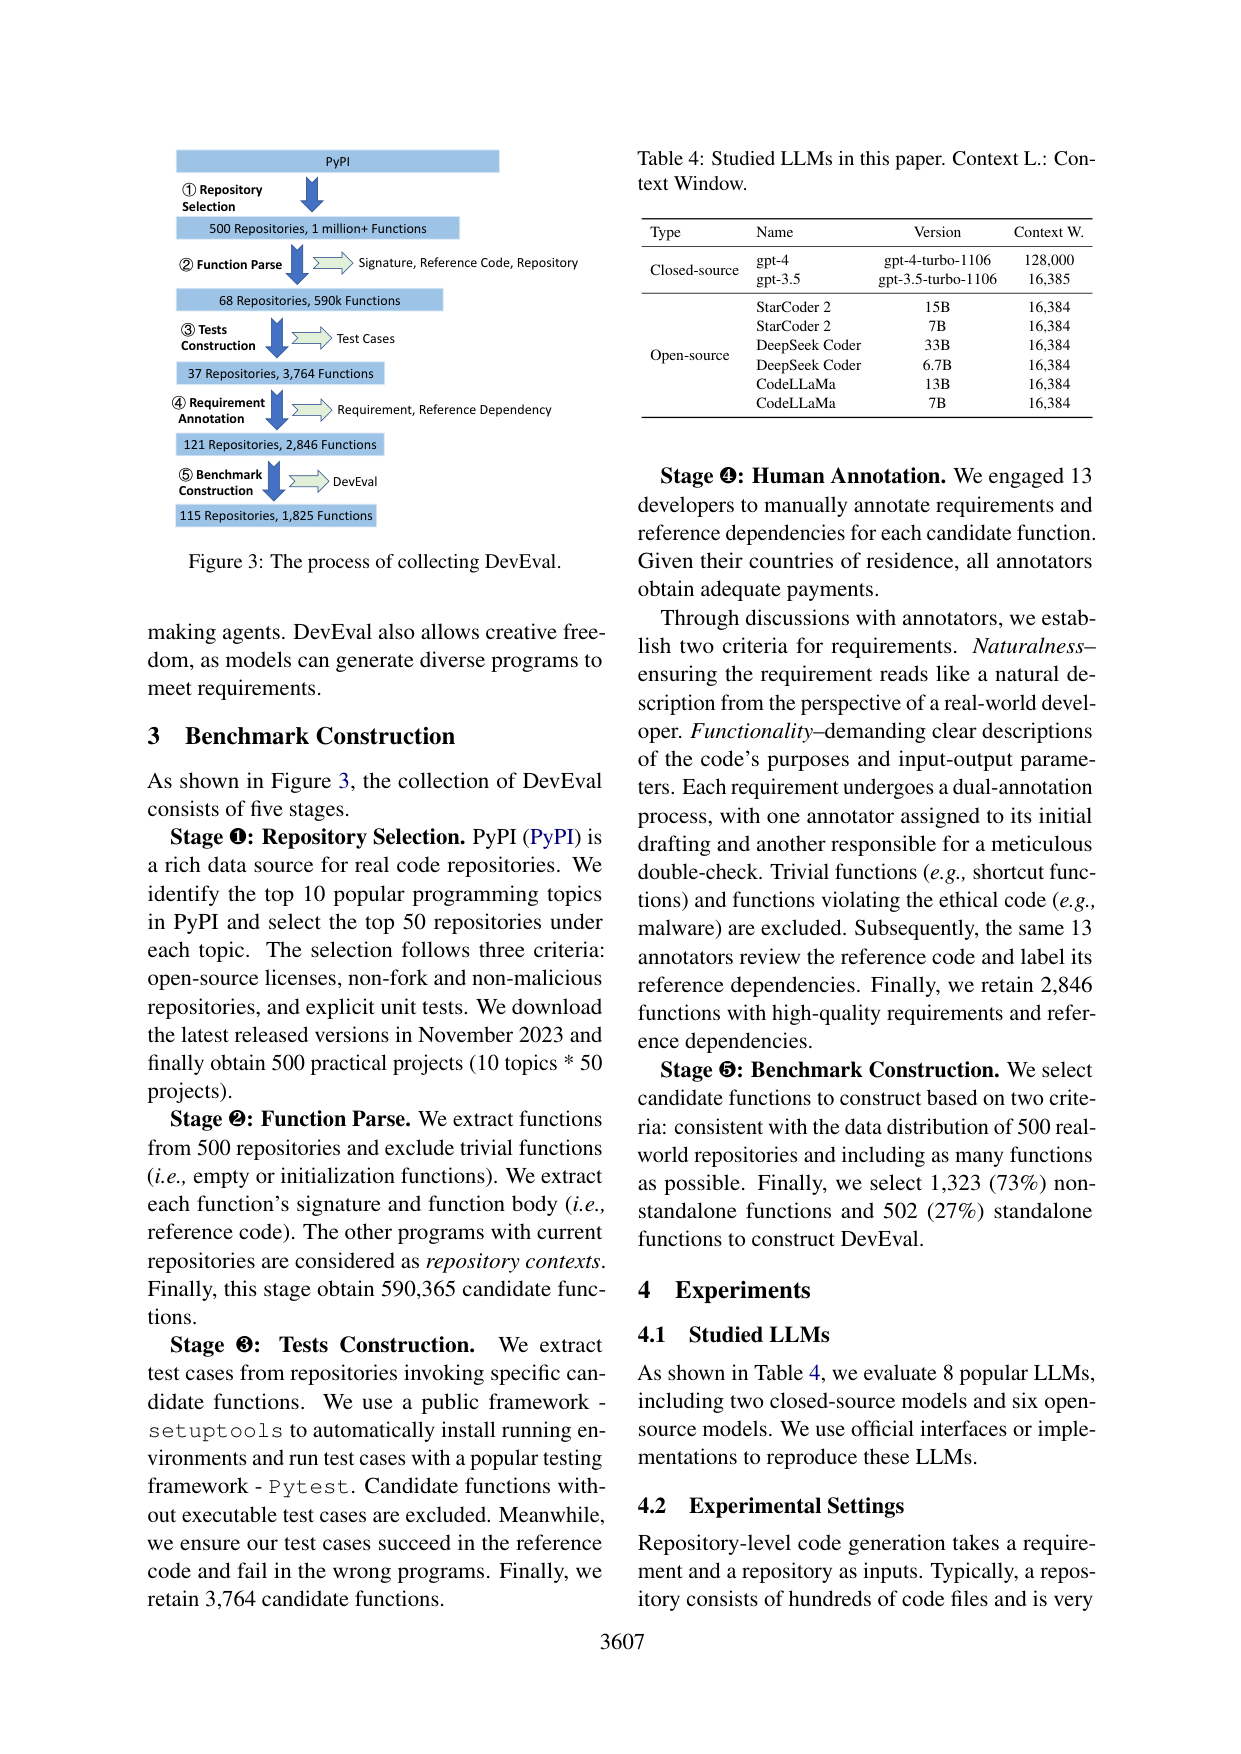 PyPI
① Repository
Selection
500 Repositories, 1 million+ Functions
② Function Parse
Signature, Reference Code, Repository
68 Repositories, 590k Functions
③ Tests
Construction
Test Cases
37 Repositories, 3,764 Functions
④ Requirement
Annotation
Requirement, Reference Dependency
121 Repositories, 2,846 Functions
⑤ Benchmark
Construction
DevEval
115 Repositories, 1,825 Functions
Figure 3: The process of collecting DevEval.
making agents. DevEval also allows creative free-
dom, as models can generate diverse programs to
meet requirements.
3 Benchmark Construction
As shown in Figure 3, the collection of DevEval
consists of five stages.
Stage ❶: Repository Selection. PyPI (PyPI) is
a rich data source for real code repositories. We
identify the top 10 popular programming topics
in PyPI and select the top 50 repositories under
each topic. The selection follows three criteria:
open-source licenses, non-fork and non-malicious
repositories, and explicit unit tests. We download
the latest released versions in November 2023 and
finally obtain 500 practical projects (10 topics * 50
projects).
Stage ❷: Function Parse. We extract functions
from 500 repositories and exclude trivial functions
(i.e., empty or initialization functions). We extract
each function's signature and function body (i.e.,
reference code). The other programs with current
repositories are considered as repository contexts.
Finally, this stage obtain 590,365 candidate func-
tions.
Stage ❸: Tests Construction. We extract
test cases from repositories invoking specific can-
didate functions. We use a public framework -
setuptools to automatically install running en-
vironments and run test cases with a popular testing
framework - Pytest. Candidate functions with-
out executable test cases are excluded. Meanwhile,
we ensure our test cases succeed in the reference
code and fail in the wrong programs. Finally, we
retain 3,764 candidate functions.
Table 4: Studied LLMs in this paper. Context L.: Con-
text Window.
Type Name Version Context W.
Closed-source
gpt-4 gpt-4-turbo-1106 128,000
gpt-3.5 gpt-3.5-turbo-1106 16,385
Open-source
StarCoder 2 15B 16,384
StarCoder 2 7B 16,384
DeepSeek Coder 33B 16,384
DeepSeek Coder 6.7B 16,384
CodeLLaMa 13B 16,384
CodeLLaMa 7B 16,384
Stage ❹: Human Annotation. We engaged 13
developers to manually annotate requirements and
reference dependencies for each candidate function.
Given their countries of residence, all annotators
obtain adequate payments.
Through discussions with annotators, we estab-
lish two criteria for requirements. Naturalness–
ensuring the requirement reads like a natural de-
scription from the perspective of a real-world devel-
oper. Functionality–demanding clear descriptions
of the code's purposes and input-output parame-
ters. Each requirement undergoes a dual-annotation
process, with one annotator assigned to its initial
drafting and another responsible for a meticulous
double-check. Trivial functions (e.g., shortcut func-
tions) and functions violating the ethical code (e.g.,
malware) are excluded. Subsequently, the same 13
annotators review the reference code and label its
reference dependencies. Finally, we retain 2,846
functions with high-quality requirements and refer-
ence dependencies.
Stage ❺: Benchmark Construction. We select
candidate functions to construct based on two crite-
ria: consistent with the data distribution of 500 real-
world repositories and including as many functions
as possible. Finally, we select 1,323 (73%) non-
standalone functions and 502 (27%) standalone
functions to construct DevEval.
4 Experiments
4.1 Studied LLMs
As shown in Table 4, we evaluate 8 popular LLMs,
including two closed-source models and six open-
source models. We use official interfaces or imple-
mentations to reproduce these LLMs.
4.2 Experimental Settings
Repository-level code generation takes a require-
ment and a repository as inputs. Typically, a repos-
itory consists of hundreds of code files and is very
3607